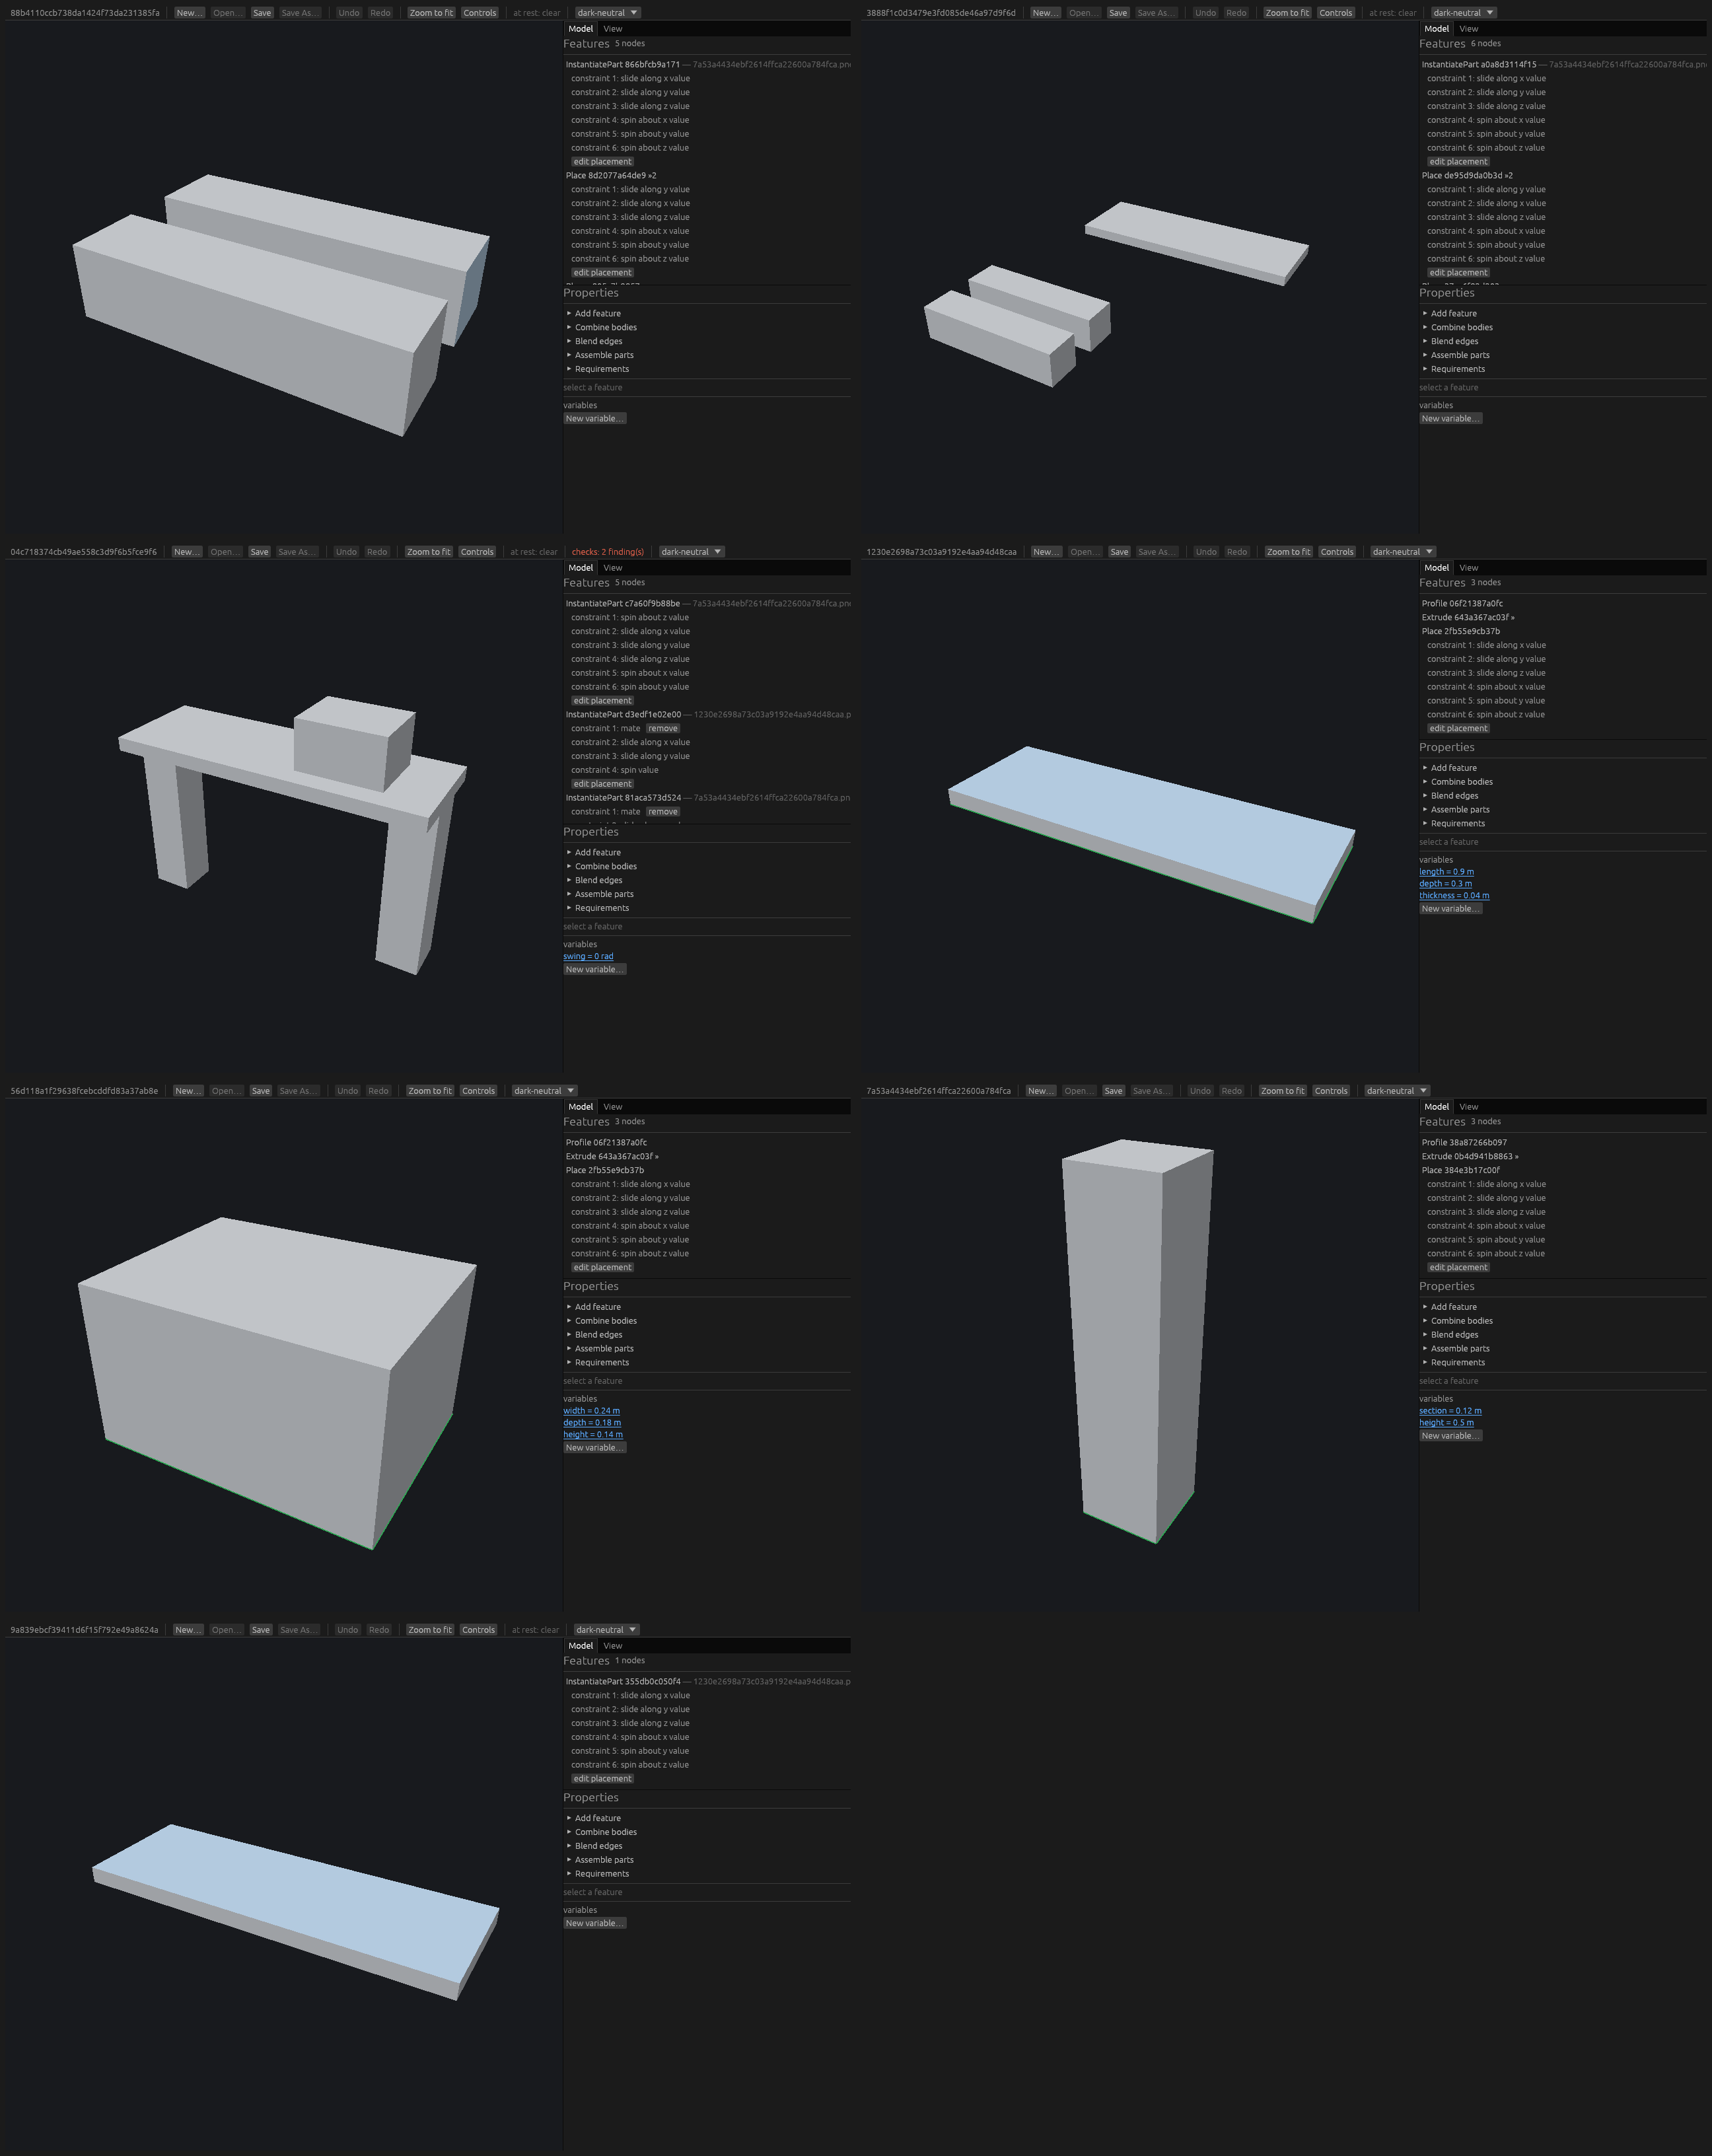 88b4110ccb738da1424f73da231385fa New... Open... Save Save As... Undo Redo Zoom to fit Controls at rest: clear dark-neutral
Model View
Features 5 nodes
InstantiatePart 866bfcb9a171 — 7a53a4434ebf2614ffca22600a784fca.pn
constraint 1: slide along x value
constraint 2: slide along y value
constraint 3: slide along z value
constraint 4: spin about x value
constraint 5: spin about y value
constraint 6: spin about z value
edit placement
Place 8d2077a64de9 »2
constraint 1: slide along y value
constraint 2: slide along x value
constraint 3: slide along z value
constraint 4: spin about x value
constraint 5: spin about y value
constraint 6: spin about z value
edit placement
Properties
Add feature
Combine bodies
Blend edges
Assemble parts
Requirements
select a feature
variables
New variable...
3888f1c0d3479e3fd085de46a97d9f6d New... Open... Save Save As... Undo Redo Zoom to fit Controls at rest: clear dark-neutral
Model View
Features 6 nodes
InstantiatePart a0a8d3114f15 — 7a53a4434ebf2614ffca22600a784fca.pn
constraint 1: slide along x value
constraint 2: slide along y value
constraint 3: slide along z value
constraint 4: spin about x value
constraint 5: spin about y value
constraint 6: spin about z value
edit placement
Place de95d9da0b3d »2
constraint 1: slide along y value
constraint 2: slide along x value
constraint 3: slide along z value
constraint 4: spin about x value
constraint 5: spin about y value
constraint 6: spin about z value
edit placement
Properties
Add feature
Combine bodies
Blend edges
Assemble parts
Requirements
select a feature
variables
New variable...
04c718374cb49ae558c3d9f6b5fce9f6 New... Open... Save Save As... Undo Redo Zoom to fit Controls at rest: clear checks: 2 finding(s) dark-neutral
Model View
Features 5 nodes
InstantiatePart c7a60f9b88be — 7a53a4434ebf2614ffca22600a784fca.pn
constraint 1: spin about z value
constraint 2: slide along x value
constraint 3: slide along y value
constraint 4: slide along z value
constraint 5: spin about x value
constraint 6: spin about y value
edit placement
InstantiatePart d3edf1e02e00 — 1230e2698a73c03a9192e4aa94d48caa.p
constraint 1: mate remove
constraint 2: slide along x value
constraint 3: slide along y value
constraint 4: spin value
edit placement
InstantiatePart 81aca573d524 — 7a53a4434ebf2614ffca22600a784fca.pn
constraint 1: mate remove
Properties
Add feature
Combine bodies
Blend edges
Assemble parts
Requirements
select a feature
variables
swing = 0 rad
New variable...
1230e2698a73c03a9192e4aa94d48caa New... Open... Save Save As... Undo Redo Zoom to fit Controls dark-neutral
Model View
Features 3 nodes
Profile 06f21387a0fc
Extrude 643a367ac03f »
Place 2fb55e9cb37b
constraint 1: slide along x value
constraint 2: slide along y value
constraint 3: slide along z value
constraint 4: spin about x value
constraint 5: spin about y value
constraint 6: spin about z value
edit placement
Properties
Add feature
Combine bodies
Blend edges
Assemble parts
Requirements
select a feature
variables
length = 0.9 m
depth = 0.3 m
thickness = 0.04 m
New variable...
56d118a1f29638fcebcddfd83a37ab8e New... Open... Save Save As... Undo Redo Zoom to fit Controls dark-neutral
Model View
Features 3 nodes
Profile 06f21387a0fc
Extrude 643a367ac03f »
Place 2fb55e9cb37b
constraint 1: slide along x value
constraint 2: slide along y value
constraint 3: slide along z value
constraint 4: spin about x value
constraint 5: spin about y value
constraint 6: spin about z value
edit placement
Properties
Add feature
Combine bodies
Blend edges
Assemble parts
Requirements
select a feature
variables
width = 0.24 m
depth = 0.18 m
height = 0.14 m
New variable...
7a53a4434ebf2614ffca22600a784fca New... Open... Save Save As... Undo Redo Zoom to fit Controls dark-neutral
Model View
Features 3 nodes
Profile 38a87266b097
Extrude 0b4d941b8863 »
Place 384e3b17c00f
constraint 1: slide along x value
constraint 2: slide along y value
constraint 3: slide along z value
constraint 4: spin about x value
constraint 5: spin about y value
constraint 6: spin about z value
edit placement
Properties
Add feature
Combine bodies
Blend edges
Assemble parts
Requirements
select a feature
variables
section = 0.12 m
height = 0.5 m
New variable...
9a839ebcf39411d6f15f792e49a8624a New... Open... Save Save As... Undo Redo Zoom to fit Controls at rest: clear dark-neutral
Model View
Features 1 nodes
InstantiatePart 355db0c050f4 — 1230e2698a73c03a9192e4aa94d48caa.p
constraint 1: slide along x value
constraint 2: slide along y value
constraint 3: slide along z value
constraint 4: spin about x value
constraint 5: spin about y value
constraint 6: spin about z value
edit placement
Properties
Add feature
Combine bodies
Blend edges
Assemble parts
Requirements
select a feature
variables
New variable...